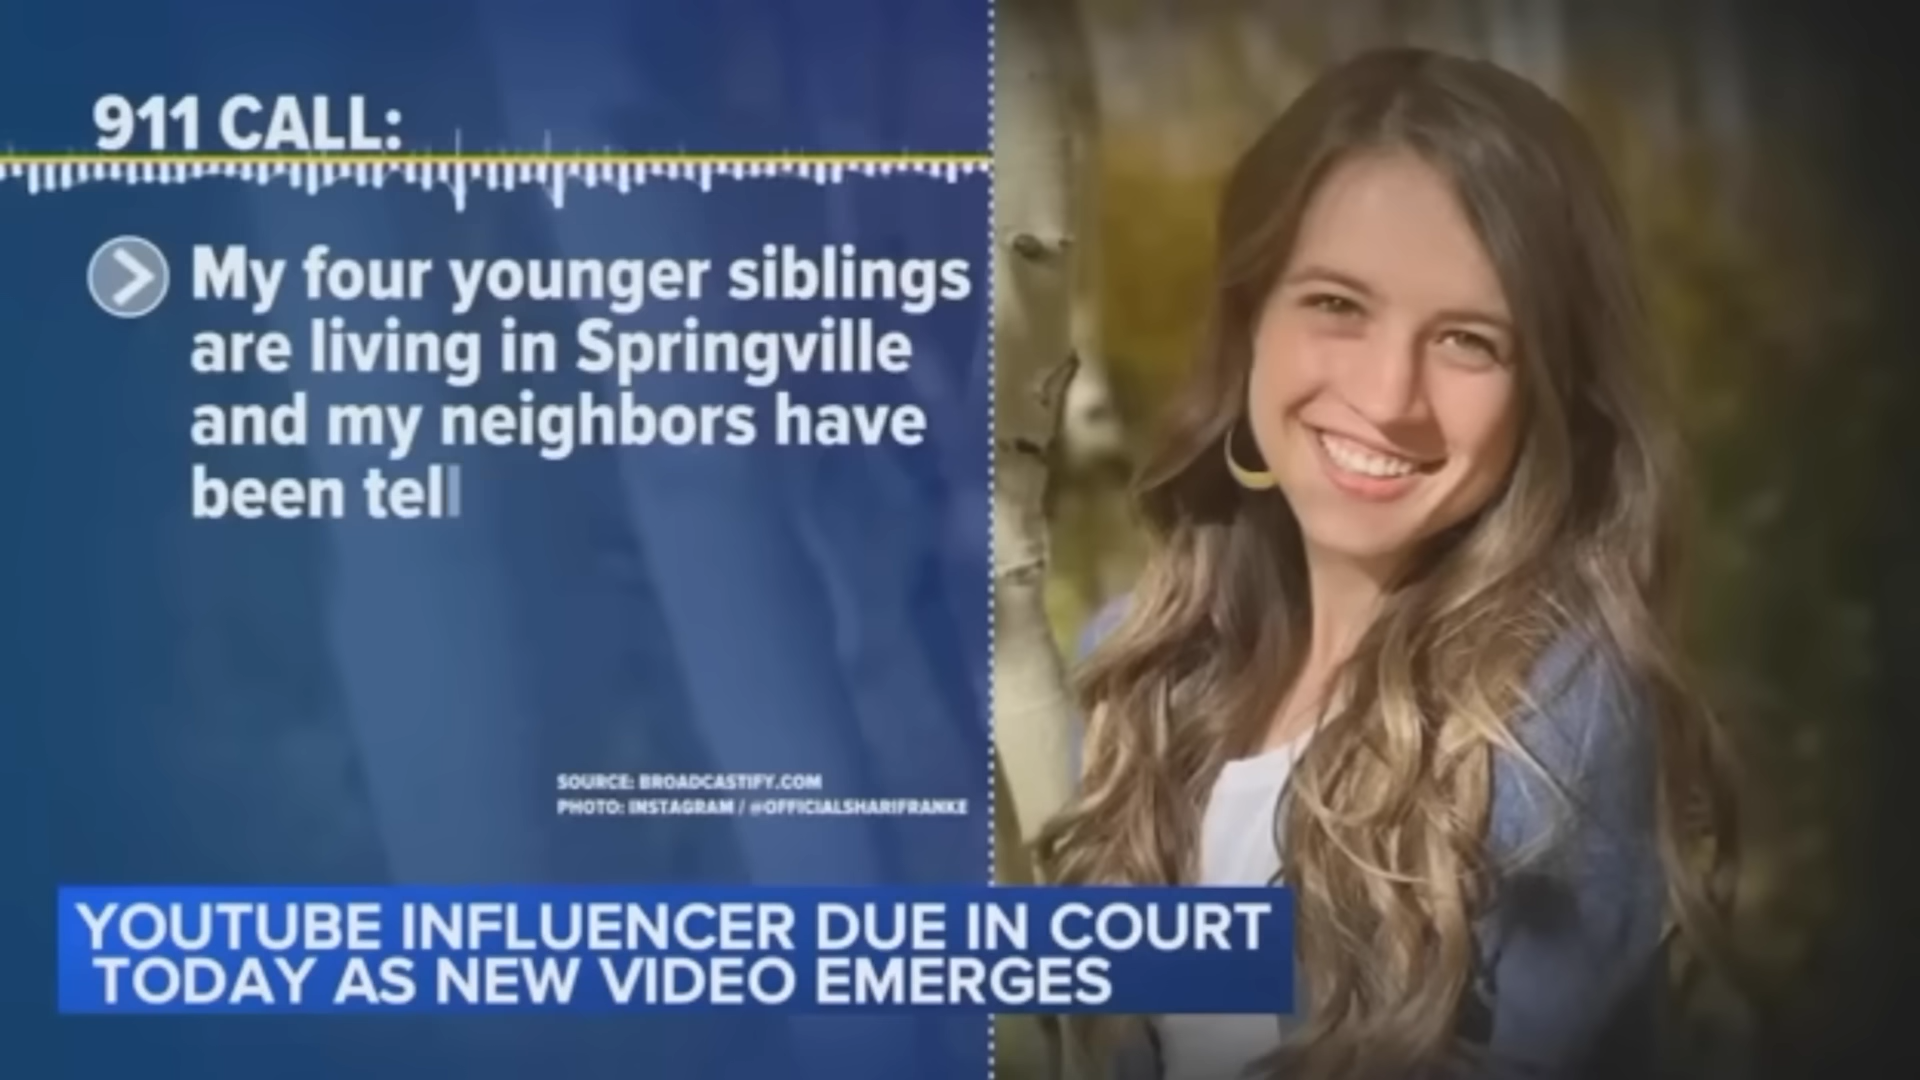 911 CALL:
My four younger siblings
are living in Springville
and my neighbors have
been tell
SOURCE: BROADCASTIFY.COM
PHOTO: INSTAGRAM / @OFFICIALSHARIFRANKE
YOUTUBE INFLUENCER DUE IN COURT
TODAY AS NEW VIDEO EMERGES